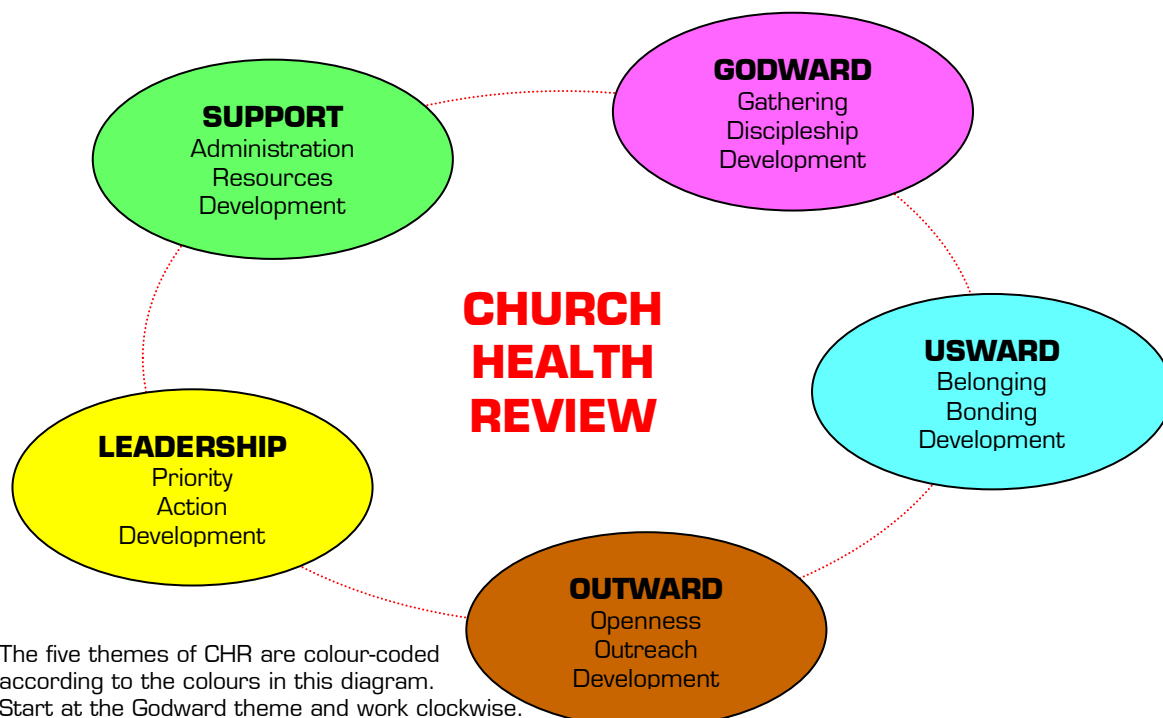 GODWARD
Gathering
Discipleship
Development
SUPPORT
Administration
Resources
Development
CHURCH
HEALTH
REVIEW
USWARD
Belonging
Bonding
Development
LEADERSHIP
Priority
Action
Development
OUTWARD
Openness
Outreach
Development
The five themes of CHR are colour-coded
according to the colours in this diagram.
Start at the Godward theme and work clockwise.